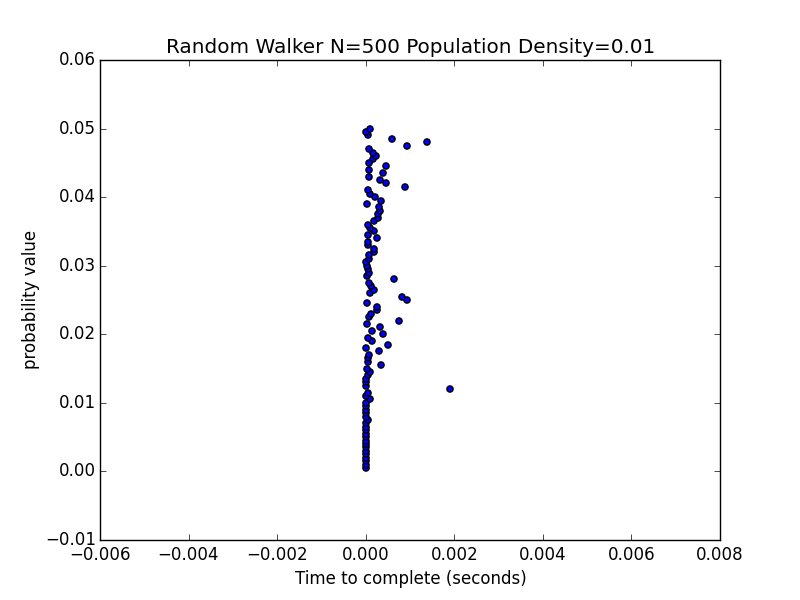 Random Walker N=500 Population Density=0.01
0.06
0.05
0.04
0.03
0.02
0.01
0.00
−0.01
probability value
−0.006 −0.004 −0.002 0.000 0.002 0.004 0.006 0.008
Time to complete (seconds)